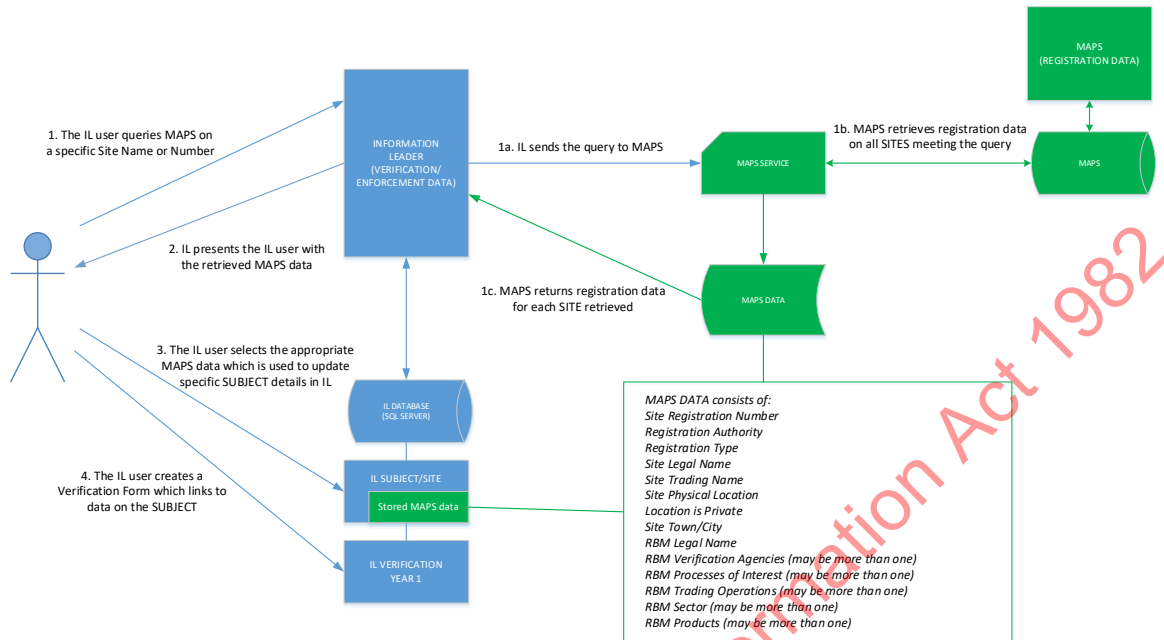 MAPS
(REGISTRATION DATA)
1. The IL user queries MAPS on
a specific Site Name or Number
INFORMATION
LEADER
(VERIFICATION/
ENFORCEMENT DATA)
1a. IL sends the query to MAPS
MAPS SERVICE
1b. MAPS retrieves registration data
on all SITES meeting the query
MAPS
2. IL presents the IL user with
the retrieved MAPS data
1c. MAPS returns registration data
for each SITE retrieved
MAPS DATA
3. The IL user selects the appropriate
MAPS data which is used to update
specific SUBJECT details in IL
IL DATABASE
(SQL SERVER)
4. The IL user creates a
Verification Form which links to
data on the SUBJECT
IL SUBJECT/SITE
Stored MAPS data
IL VERIFICATION
YEAR 1
MAPS DATA consists of:
Site Registration Number
Registration Authority
Registration Type
Site Legal Name
Site Trading Name
Site Physical Location
Location is Private
Site Town/City
RBM Legal Name
RBM Verification Agencies (may be more than one)
RBM Processes of Interest (may be more than one)
RBM Trading Operations (may be more than one)
RBM Sector (may be more than one)
RBM Products (may be more than one)
ormation Act 1982